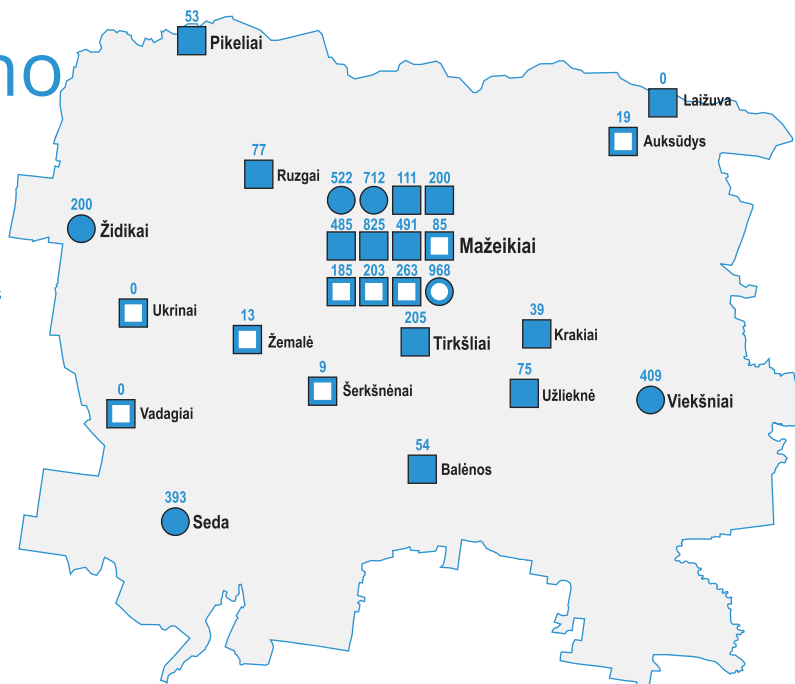 53
Pikeliai
no
0
Laižuva
19
Auksūdys
77
Ruzgai
522 712 111 200
200
Židikai
485 825 491 85
Mažeikiai
185 203 263 968
0
Ukrinai
13
Žemalė
205
Tirkšliai
39
Krakiai
9
Šerkšnėnai
75
Užlieknė
409
Viekšniai
0
Vadagiai
54
Balėnos
393
Seda